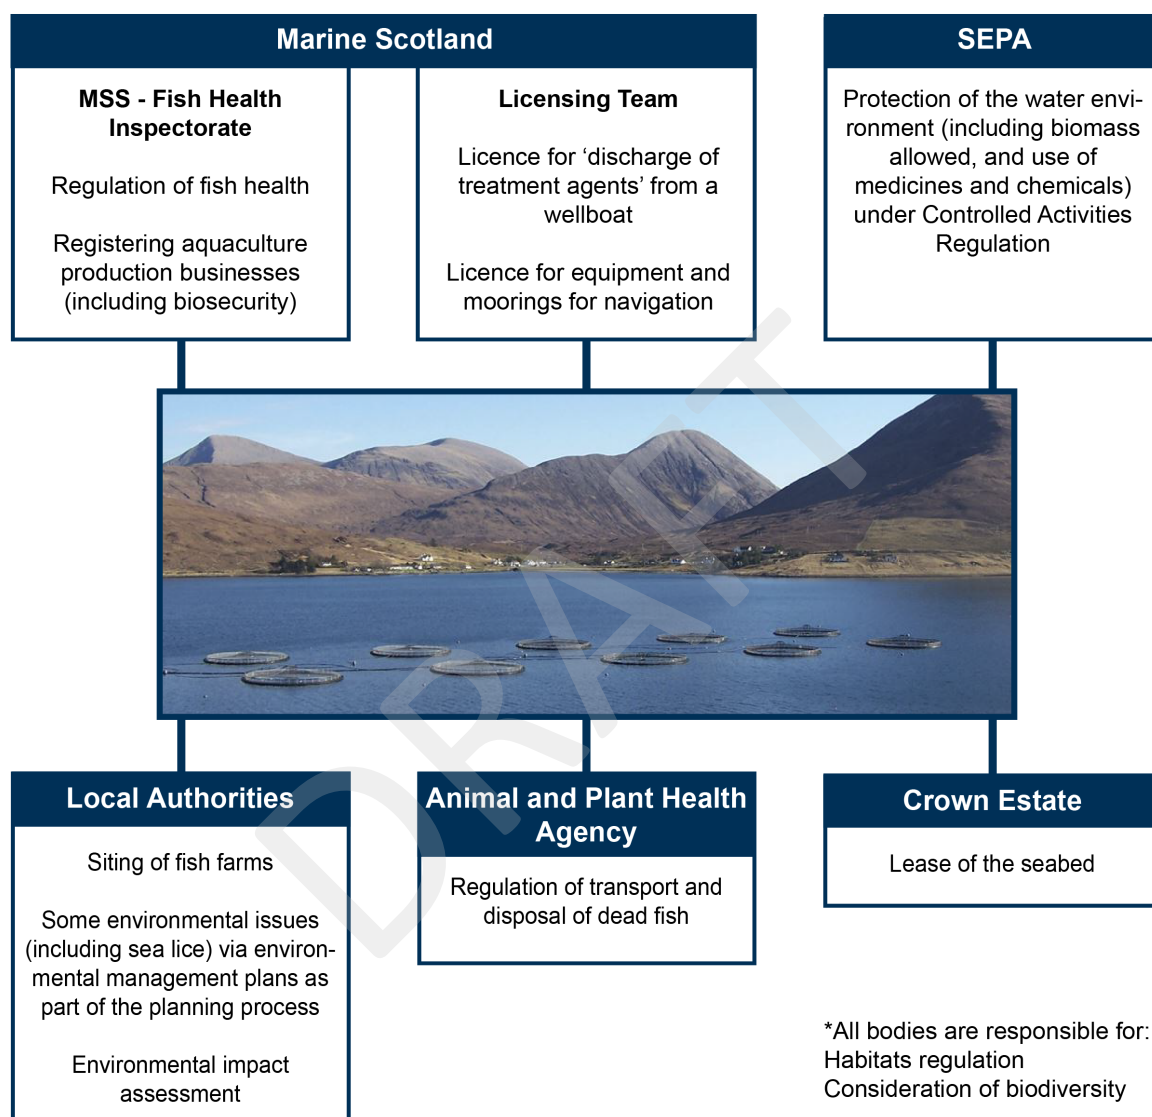 Marine Scotland
MSS - Fish Health
Inspectorate
Regulation of fish health
Registering aquaculture
production businesses
(including biosecurity)
Licensing Team
Licence for ‘discharge of
treatment agents’ from a
wellboat
Licence for equipment and
moorings for navigation
SEPA
Protection of the water envi-
ronment (including biomass
allowed, and use of
medicines and chemicals)
under Controlled Activities
Regulation
DRAFT
Local Authorities
Siting of fish farms
Some environmental issues
(including sea lice) via environ-
mental management plans as
part of the planning process
Environmental impact
assessment
Animal and Plant Health
Agency
Regulation of transport and
disposal of dead fish
Crown Estate
Lease of the seabed
*All bodies are responsible for:
Habitats regulation
Consideration of biodiversity